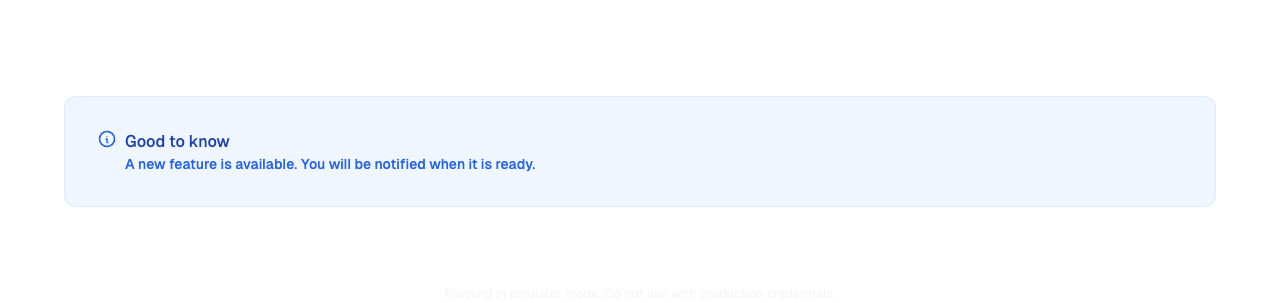 Good to know
A new feature is available. You will be notified when it is ready.
Running in emulator mode. Do not use with production credentials.